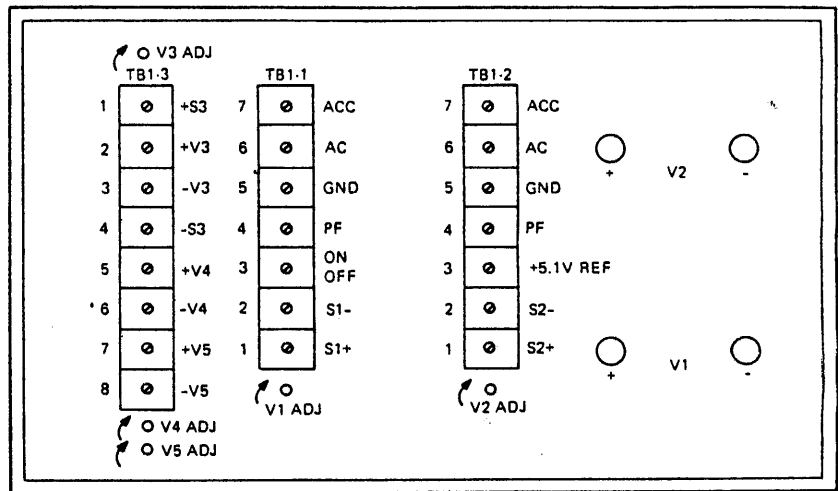 V3 ADJ
TB1-3
1 +S3
2 +V3
3 -V3
4 -S3
5 +V4
6 -V4
7 +V5
8 -V5
V4 ADJ
V5 ADJ
TB1-1
7 ACC
6 AC
5 GND
4 PF
3 ON
OFF
2 S1-
1 S1+
V1 ADJ
TB1-2
7 ACC
6 AC
5 GND
4 PF
3 +5.1V REF
2 S2-
1 S2+
V2 ADJ
+ V2 -
+ V1 -